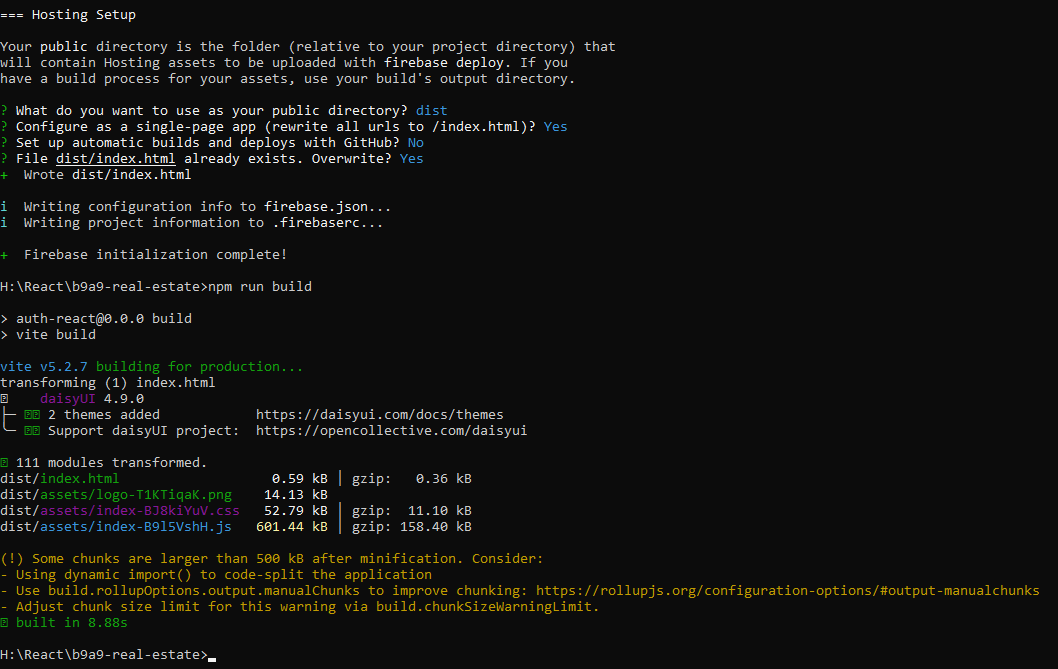 === Hosting Setup
Your public directory is the folder (relative to your project directory) that
will contain Hosting assets to be uploaded with firebase deploy. If you
have a build process for your assets, use your build's output directory.
? What do you want to use as your public directory? dist
? Configure as a single-page app (rewrite all urls to /index.html)? Yes
? Set up automatic builds and deploys with GitHub? No
? File dist/index.html already exists. Overwrite? Yes
+  Wrote dist/index.html
i  Writing configuration info to firebase.json...
i  Writing project information to .firebaserc...
+  Firebase initialization complete!
H:\React\b9a9-real-estate>npm run build
> auth-react@0.0.0 build
> vite build
vite v5.2.7 building for production...
transforming (1) index.html
daisyUI 4.9.0
├─ 2 themes added            https://daisyui.com/docs/themes
╰─ Support daisyUI project:  https://opencollective.com/daisyui
111 modules transformed.
dist/index.html                   0.59 kB │ gzip:   0.36 kB
dist/assets/logo-T1KTiqaK.png    14.13 kB
dist/assets/index-BJ8kiYuV.css   52.79 kB │ gzip:  11.10 kB
dist/assets/index-B9l5VshH.js   601.44 kB │ gzip: 158.40 kB
(!) Some chunks are larger than 500 kB after minification. Consider:
- Using dynamic import() to code-split the application
- Use build.rollupOptions.output.manualChunks to improve chunking: https://rollupjs.org/configuration-options/#output-manualchunks
- Adjust chunk size limit for this warning via build.chunkSizeWarningLimit.
built in 8.88s
H:\React\b9a9-real-estate>